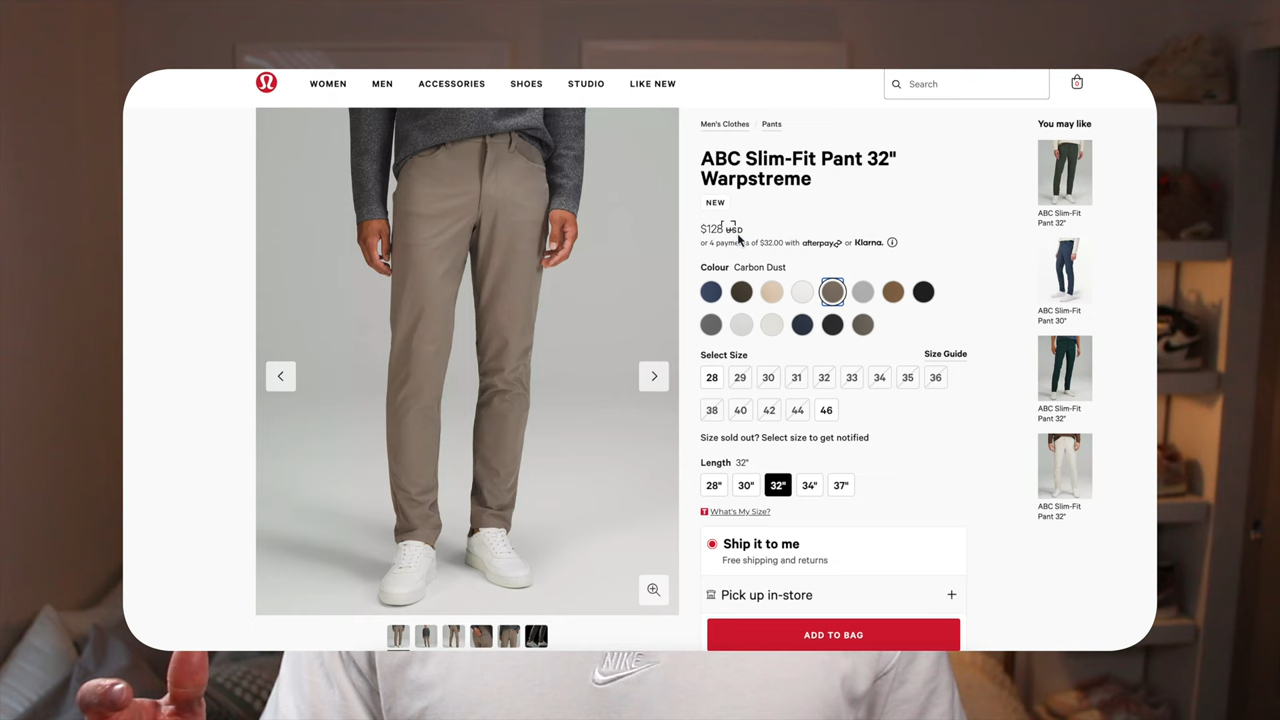 WOMEN MEN ACCESSORIES SHOES STUDIO LIKE NEW
Search
0
Men's Clothes Pants
You may like
ABC Slim-Fit Pant 32"
Warpstreme
NEW
$128 USD
or 4 payments of $32.00 with afterpay or Klarna.
Colour Carbon Dust
Select Size
Size Guide
28 29 30 31 32 33 34 35 36
38 40 42 44 46
Size sold out? Select size to get notified
Length 32"
28" 30" 32" 34" 37"
What's My Size?
Ship it to me
Free shipping and returns
Pick up in-store
ADD TO BAG
ABC Slim-Fit
Pant 32"
ABC Slim-Fit
Pant 30"
ABC Slim-Fit
Pant 32"
ABC Slim-Fit
Pant 32"
NIKE